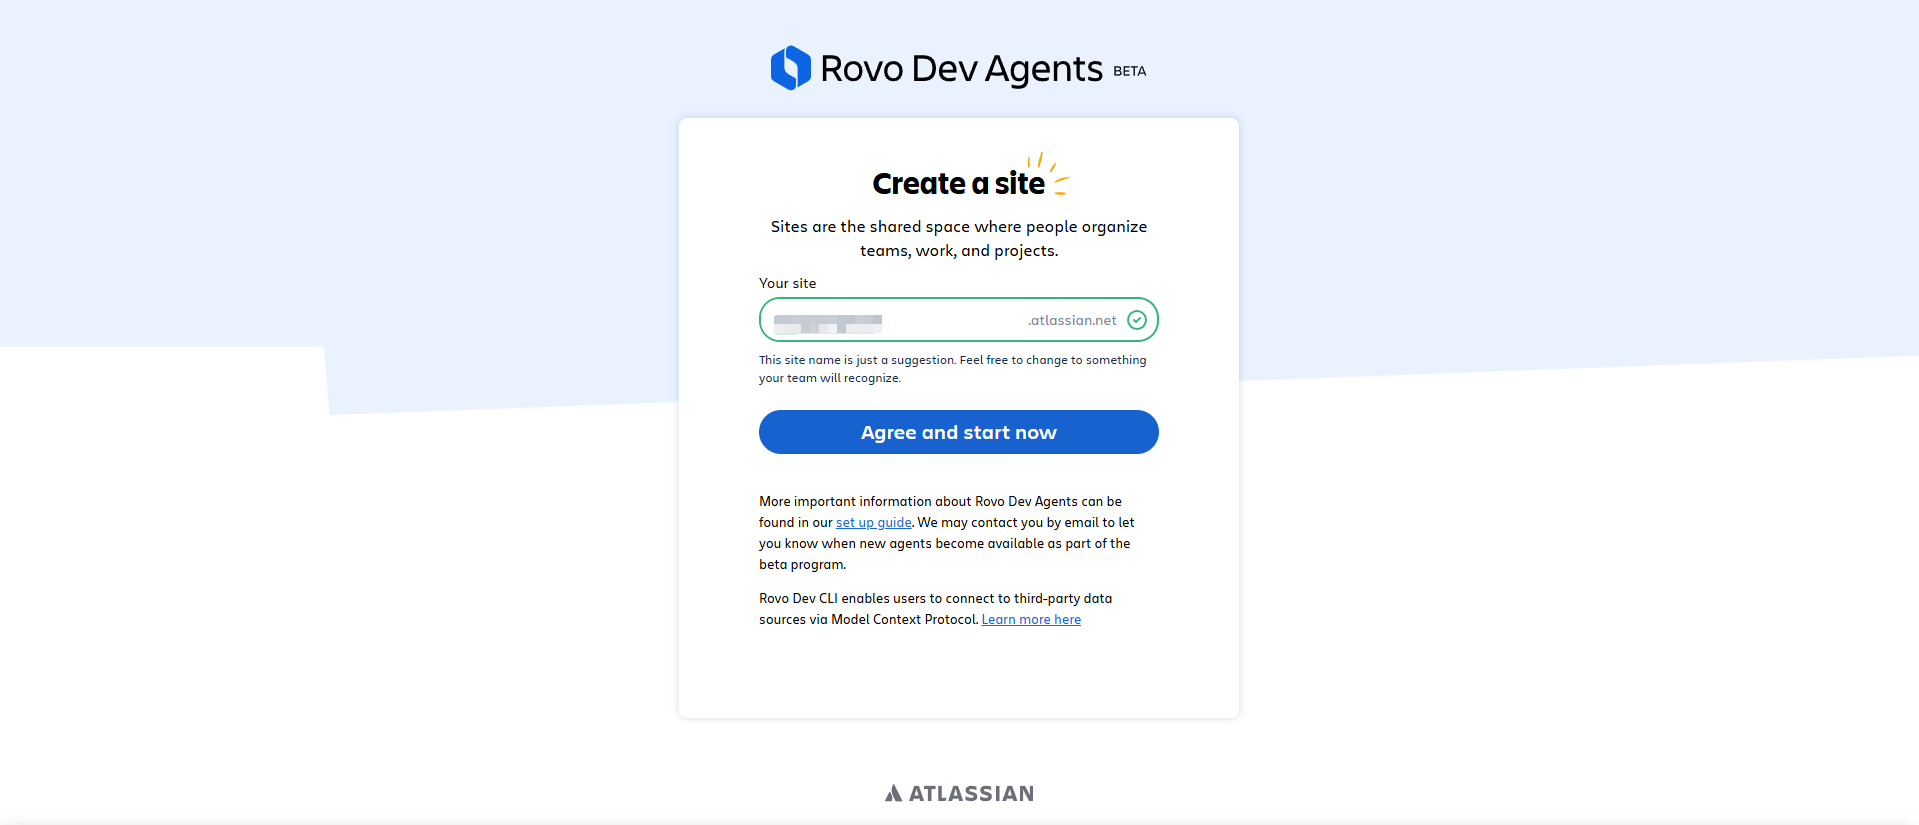 Rovo Dev Agents BETA
Create a site
Sites are the shared space where people organize
teams, work, and projects.
Your site
.atlassian.net
This site name is just a suggestion. Feel free to change to something
your team will recognize.
Agree and start now
More important information about Rovo Dev Agents can be
found in our set up guide. We may contact you by email to let
you know when new agents become available as part of the
beta program.
Rovo Dev CLI enables users to connect to third-party data
sources via Model Context Protocol. Learn more here
ATLASSIAN